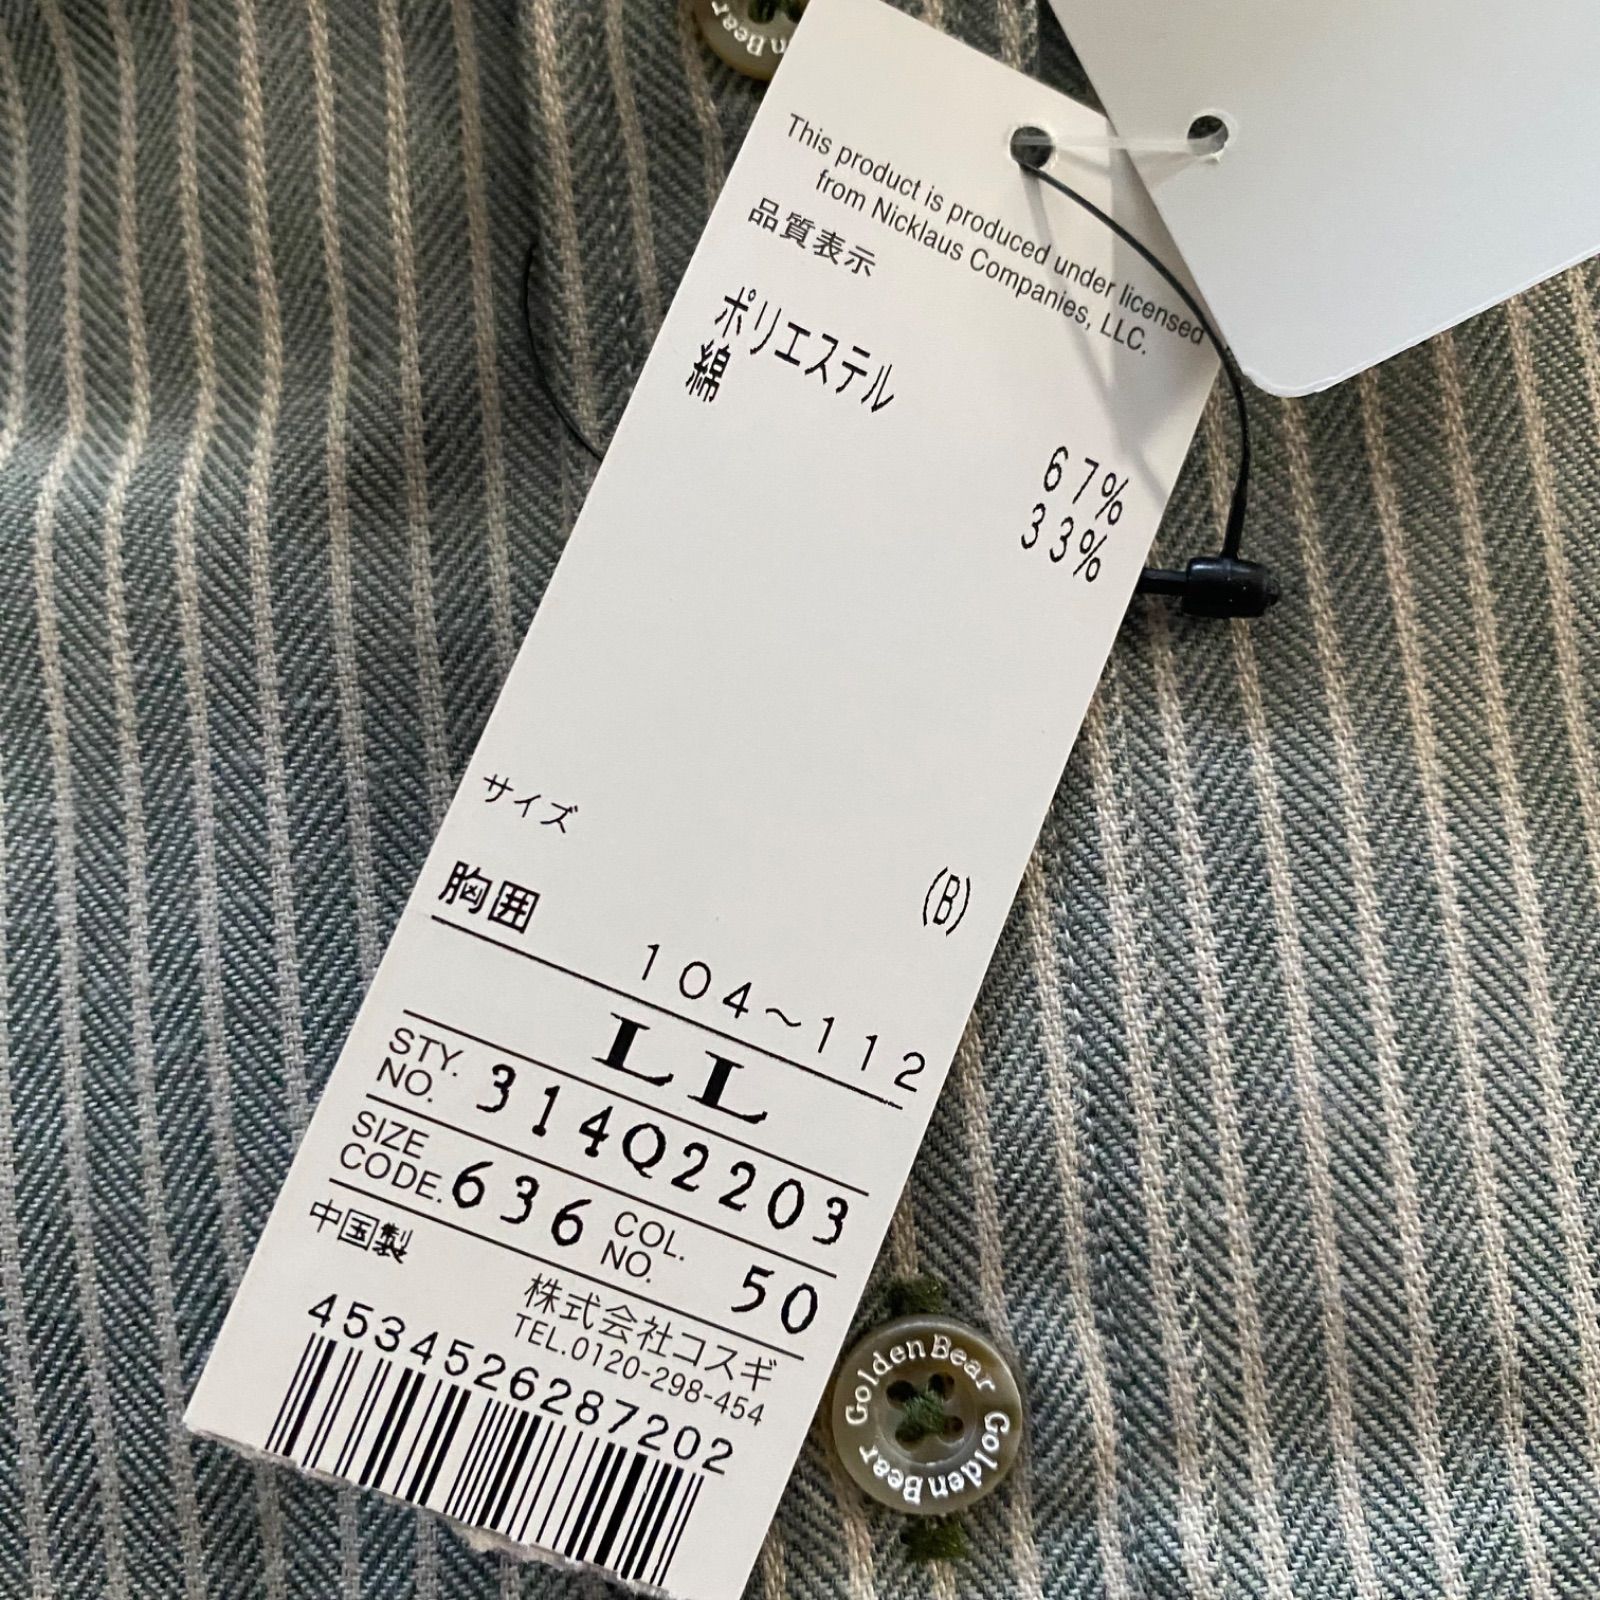 Golden Bear
This product is produced under licensed
from Nicklaus Companies, LLC.
品質表示
ポリエステル 67%
綿 33%
サイズ
(B)
胸囲 104~112
LL
STY. NO. 314Q2203
SIZE CODE. 636 COL. NO. 50
中国製
株式会社コスギ
TEL.0120-298-454
4534526287202
Golden Bear Golden Bear